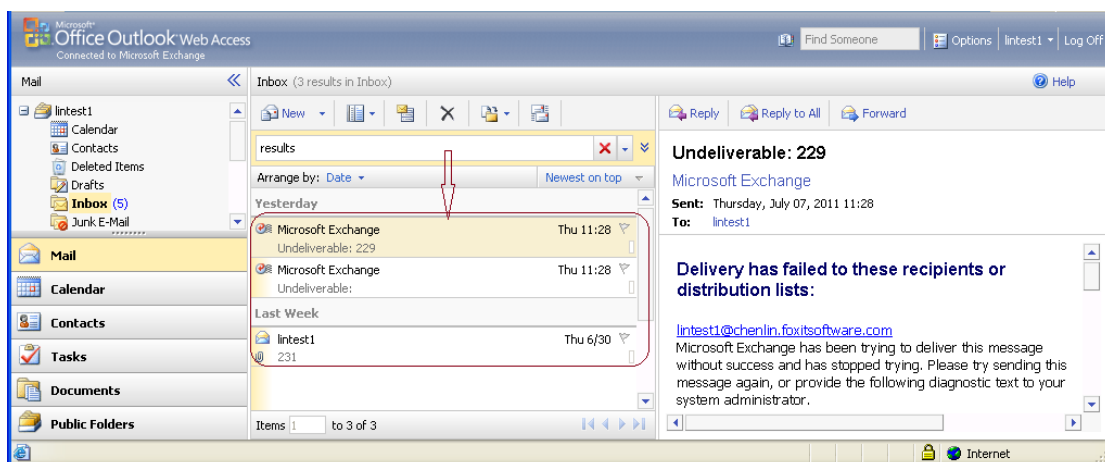 Microsoft®
Office Outlook Web Access
Connected to Microsoft Exchange
Find Someone
Options
lintest1
Log Off
Mail
Inbox (3 results in Inbox)
Help
lintest1
Calendar
Contacts
Deleted Items
Drafts
Inbox (5)
Junk E-Mail
Mail
Calendar
Contacts
Tasks
Documents
Public Folders
New
results
Arrange by: Date
Newest on top
Yesterday
Microsoft Exchange Thu 11:28
Undeliverable: 229
Microsoft Exchange Thu 11:28
Undeliverable:
Last Week
lintest1 Thu 6/30
231
Items 1 to 3 of 3
Reply
Reply to All
Forward
Undeliverable: 229
Microsoft Exchange
Sent: Thursday, July 07, 2011 11:28
To: lintest1
Delivery has failed to these recipients or
distribution lists:
lintest1@chenlin.foxitsoftware.com
Microsoft Exchange has been trying to deliver this message
without success and has stopped trying. Please try sending this
message again, or provide the following diagnostic text to your
system administrator.
Internet